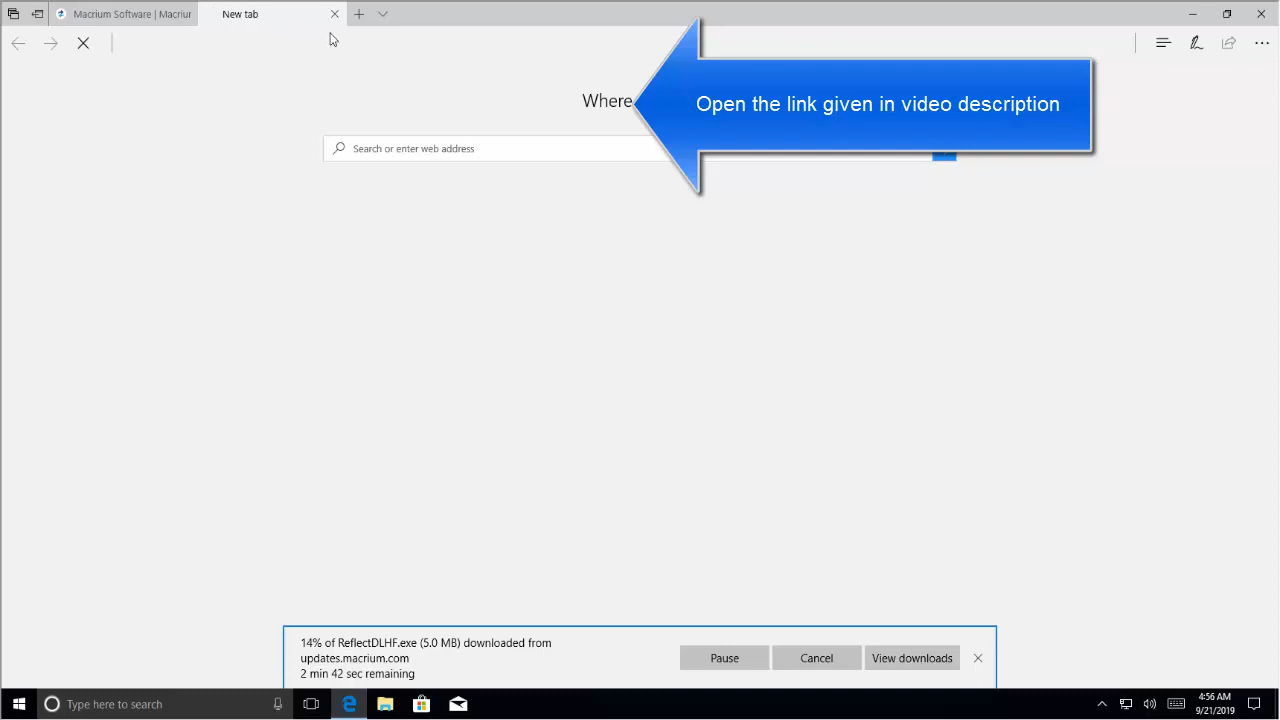 Macrium Software | Macriun
New tab
Where
Open the link given in video description
Search or enter web address
14% of ReflectDLHF.exe (5.0 MB) downloaded from
updates.macrium.com
2 min 42 sec remaining
Pause
Cancel
View downloads
Type here to search
4:56 AM
9/21/2019